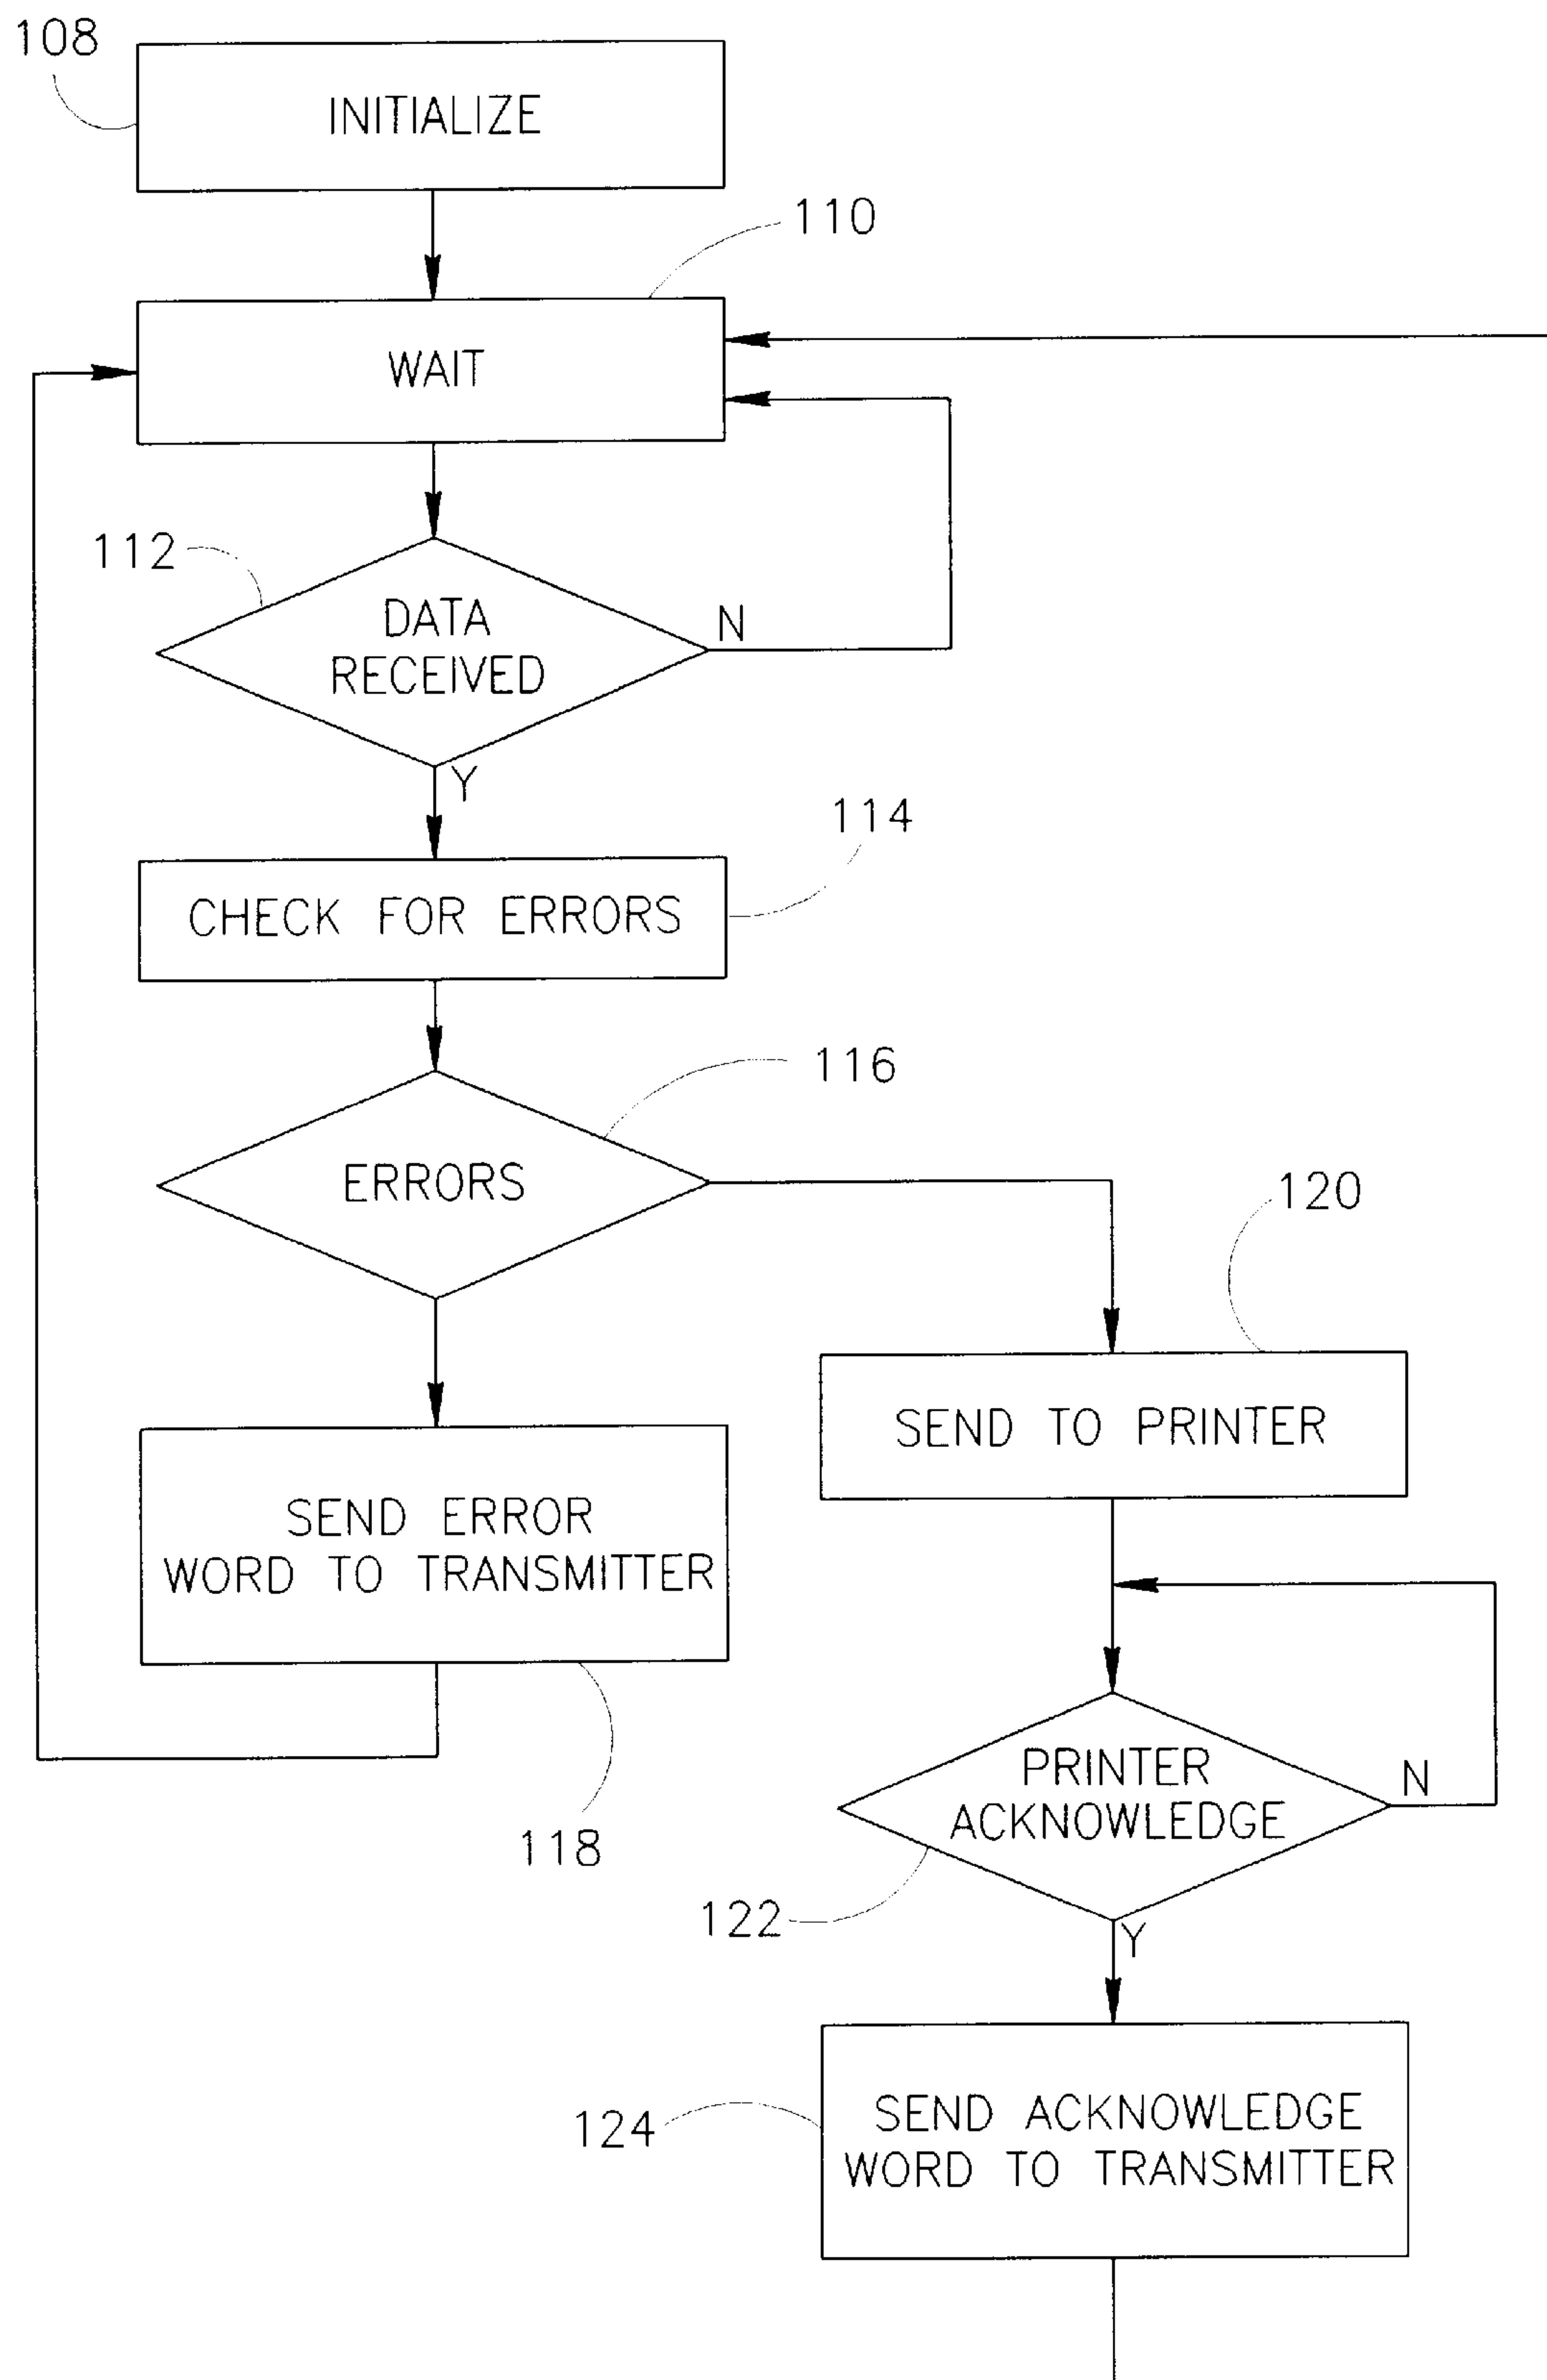 108
INITIALIZE
110
WAIT
112
DATA
RECEIVED
N
Y
114
CHECK FOR ERRORS
116
ERRORS
120
SEND TO PRINTER
SEND ERROR
WORD TO TRANSMITTER
118
PRINTER
ACKNOWLEDGE
N
122
Y
124
SEND ACKNOWLEDGE
WORD TO TRANSMITTER